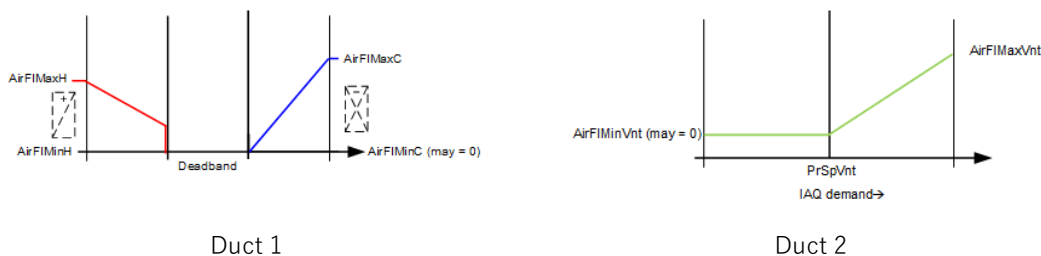 AirFlMaxH
AirFlMinH
Deadband
AirFlMaxC
AirFlMinC (may = 0)
Duct 1
AirFlMaxVnt
AirFlMinVnt (may = 0)
PrSpVnt
IAQ demand→
Duct 2